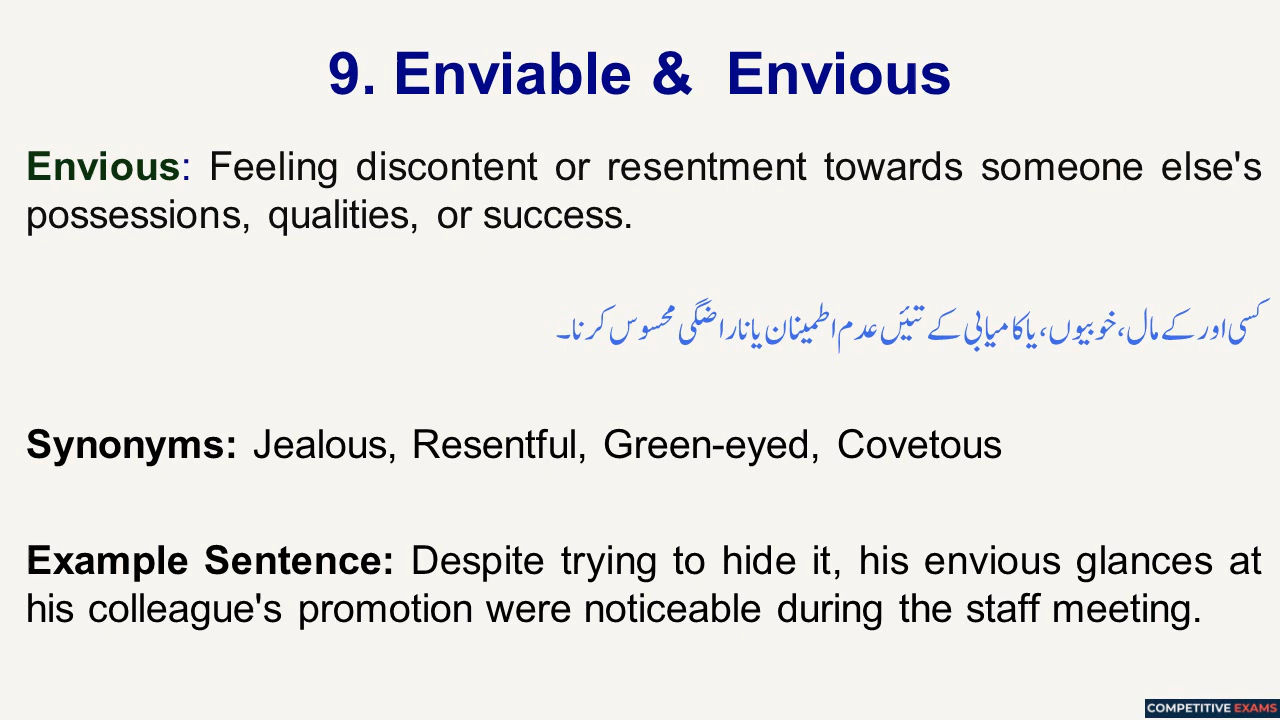 9. Enviable & Envious
Envious: Feeling discontent or resentment towards someone else's
possessions, qualities, or success.
کسی اور کے مال، خوبیوں، یا کامیابی کے تئیں عدم اطمینان یا ناراضگی محسوس کرنا۔
Synonyms: Jealous, Resentful, Green-eyed, Covetous
Example Sentence: Despite trying to hide it, his envious glances at
his colleague's promotion were noticeable during the staff meeting.
COMPETITIVE EXAMS